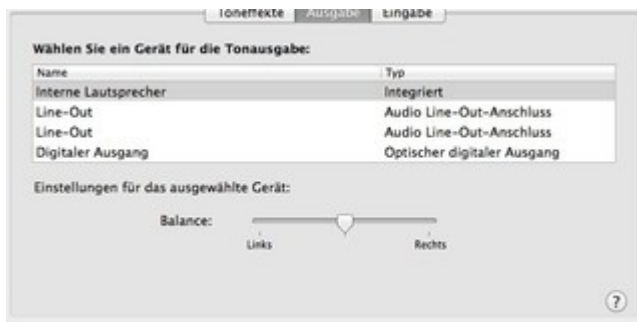 Toneffekte Ausgabe Eingabe
Wählen Sie ein Gerät für die Tonausgabe:
Name Typ
Interne Lautsprecher Integriert
Line-Out Audio Line-Out-Anschluss
Line-Out Audio Line-Out-Anschluss
Digitaler Ausgang Optischer digitaler Ausgang
Einstellungen für das ausgewählte Gerät:
Balance:
Links Rechts
?